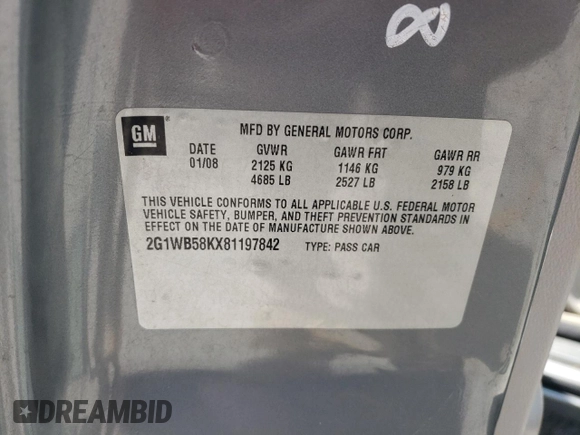 GM
MFD BY GENERAL MOTORS CORP.
DATE GVWR GAWR FRT GAWR RR
01/08 2125 KG 1146 KG 979 KG
4685 LB 2527 LB 2158 LB
THIS VEHICLE CONFORMS TO ALL APPLICABLE U.S. FEDERAL MOTOR
VEHICLE SAFETY, BUMPER, AND THEFT PREVENTION STANDARDS IN
EFFECT ON THE DATE OF MANUFACTURE SHOWN ABOVE.
2G1WB58KX81197842 TYPE: PASS CAR
DREAMBID